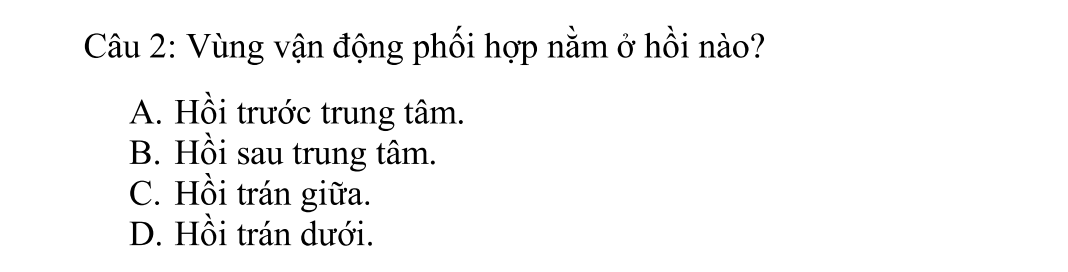 Câu 2: Vùng vận động phối hợp nằm ở hồi nào?
A. Hồi trước trung tâm.
B. Hồi sau trung tâm.
C. Hồi trán giữa.
D. Hồi trán dưới.